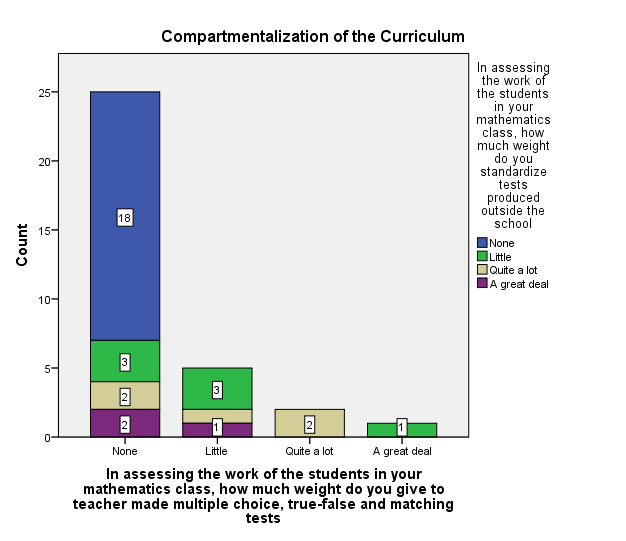 Compartmentalization of the Curriculum
In assessing
the work of
the students
in your
mathematics
class, how
much weight
do you
standardize
tests
produced
outside the
school
None
Little
Quite a lot
A great deal
Count
25
20
15
10
5
0
18
3
2
2
3
1
2
1
None
Little
Quite a lot
A great deal
In assessing the work of the students in your
mathematics class, how much weight do you give to
teacher made multiple choice, true-false and matching
tests